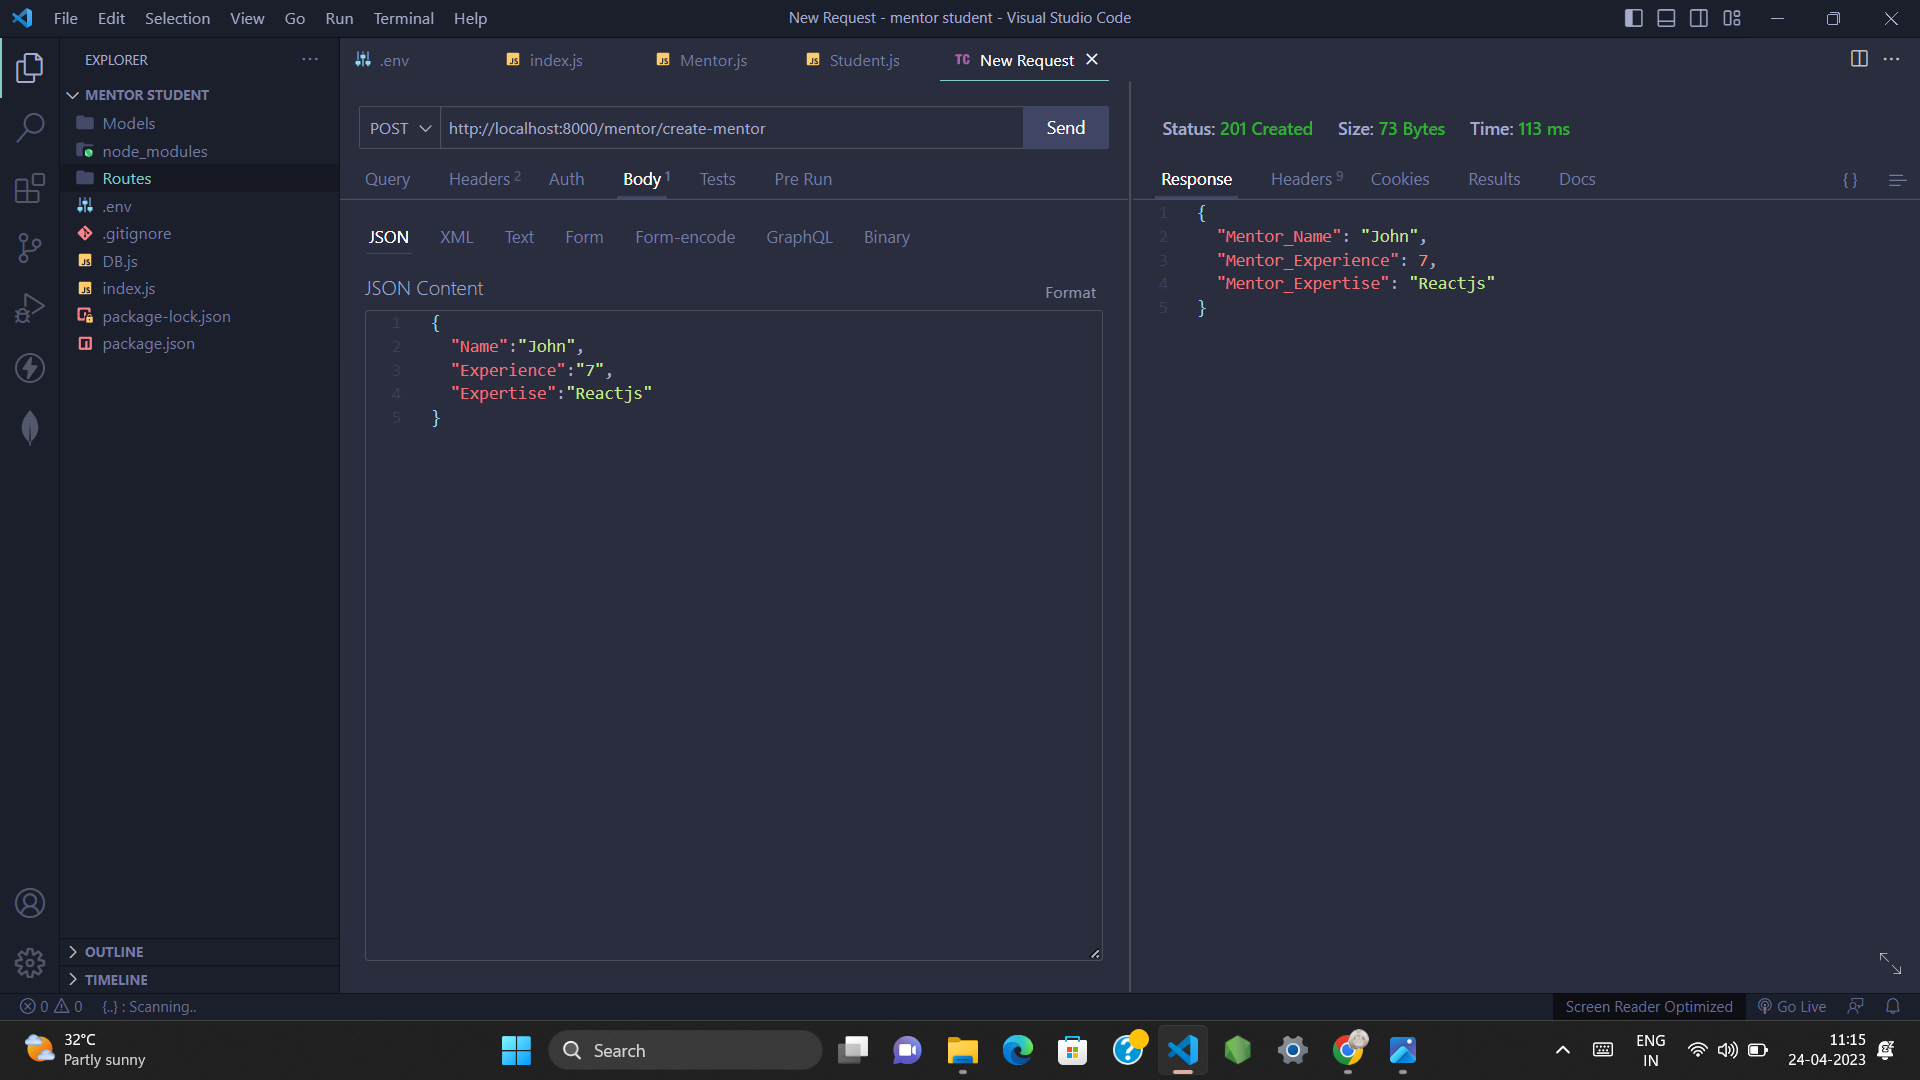 File Edit Selection View Go Run Terminal Help
New Request - mentor student - Visual Studio Code
EXPLORER
MENTOR STUDENT
Models
node_modules
Routes
.env
.gitignore
DB.js
index.js
package-lock.json
package.json
OUTLINE
TIMELINE
.env
JS index.js
JS Mentor.js
JS Student.js
TC New Request
POST http://localhost:8000/mentor/create-mentor Send
Query Headers 2 Auth Body 1 Tests Pre Run
JSON XML Text Form Form-encode GraphQL Binary
JSON Content
Format
1 {
2 "Name":"John",
3 "Experience":"7",
4 "Expertise":"Reactjs"
5 }
Status: 201 Created Size: 73 Bytes Time: 113 ms
Response Headers 9 Cookies Results Docs { }
1 {
2 "Mentor_Name": "John",
3 "Mentor_Experience": 7,
4 "Mentor_Expertise": "Reactjs"
5 }
0 0 {..} : Scanning..
Screen Reader Optimized Go Live
32°C
Partly sunny
Search
ENG
IN
11:15
24-04-2023